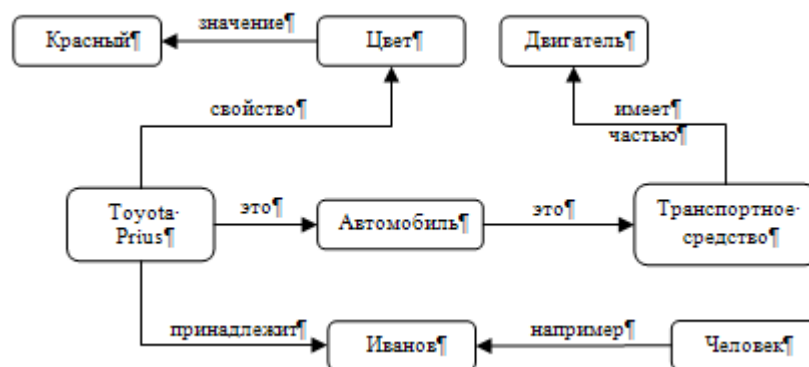 значение¶
Красный¶
Цвет¶
Двигатель¶
свойство¶
имеет¶
частью¶
Toyota·
Prius¶
это¶
Автомобиль¶
это¶
Транспортное·
средство¶
принадлежит¶
Иванов¶
например¶
Человек¶